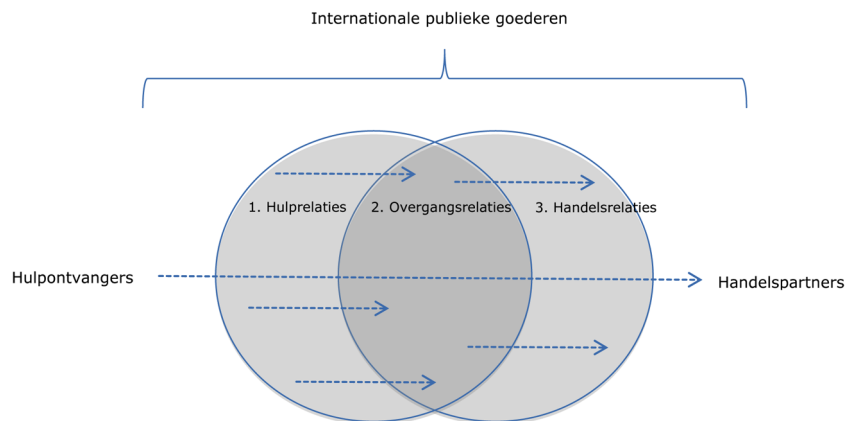 Internationale publieke goederen
1. Hulprelaties
2. Overgangsrelaties
3. Handelsrelaties
Hulpontvangers
Handelspartners